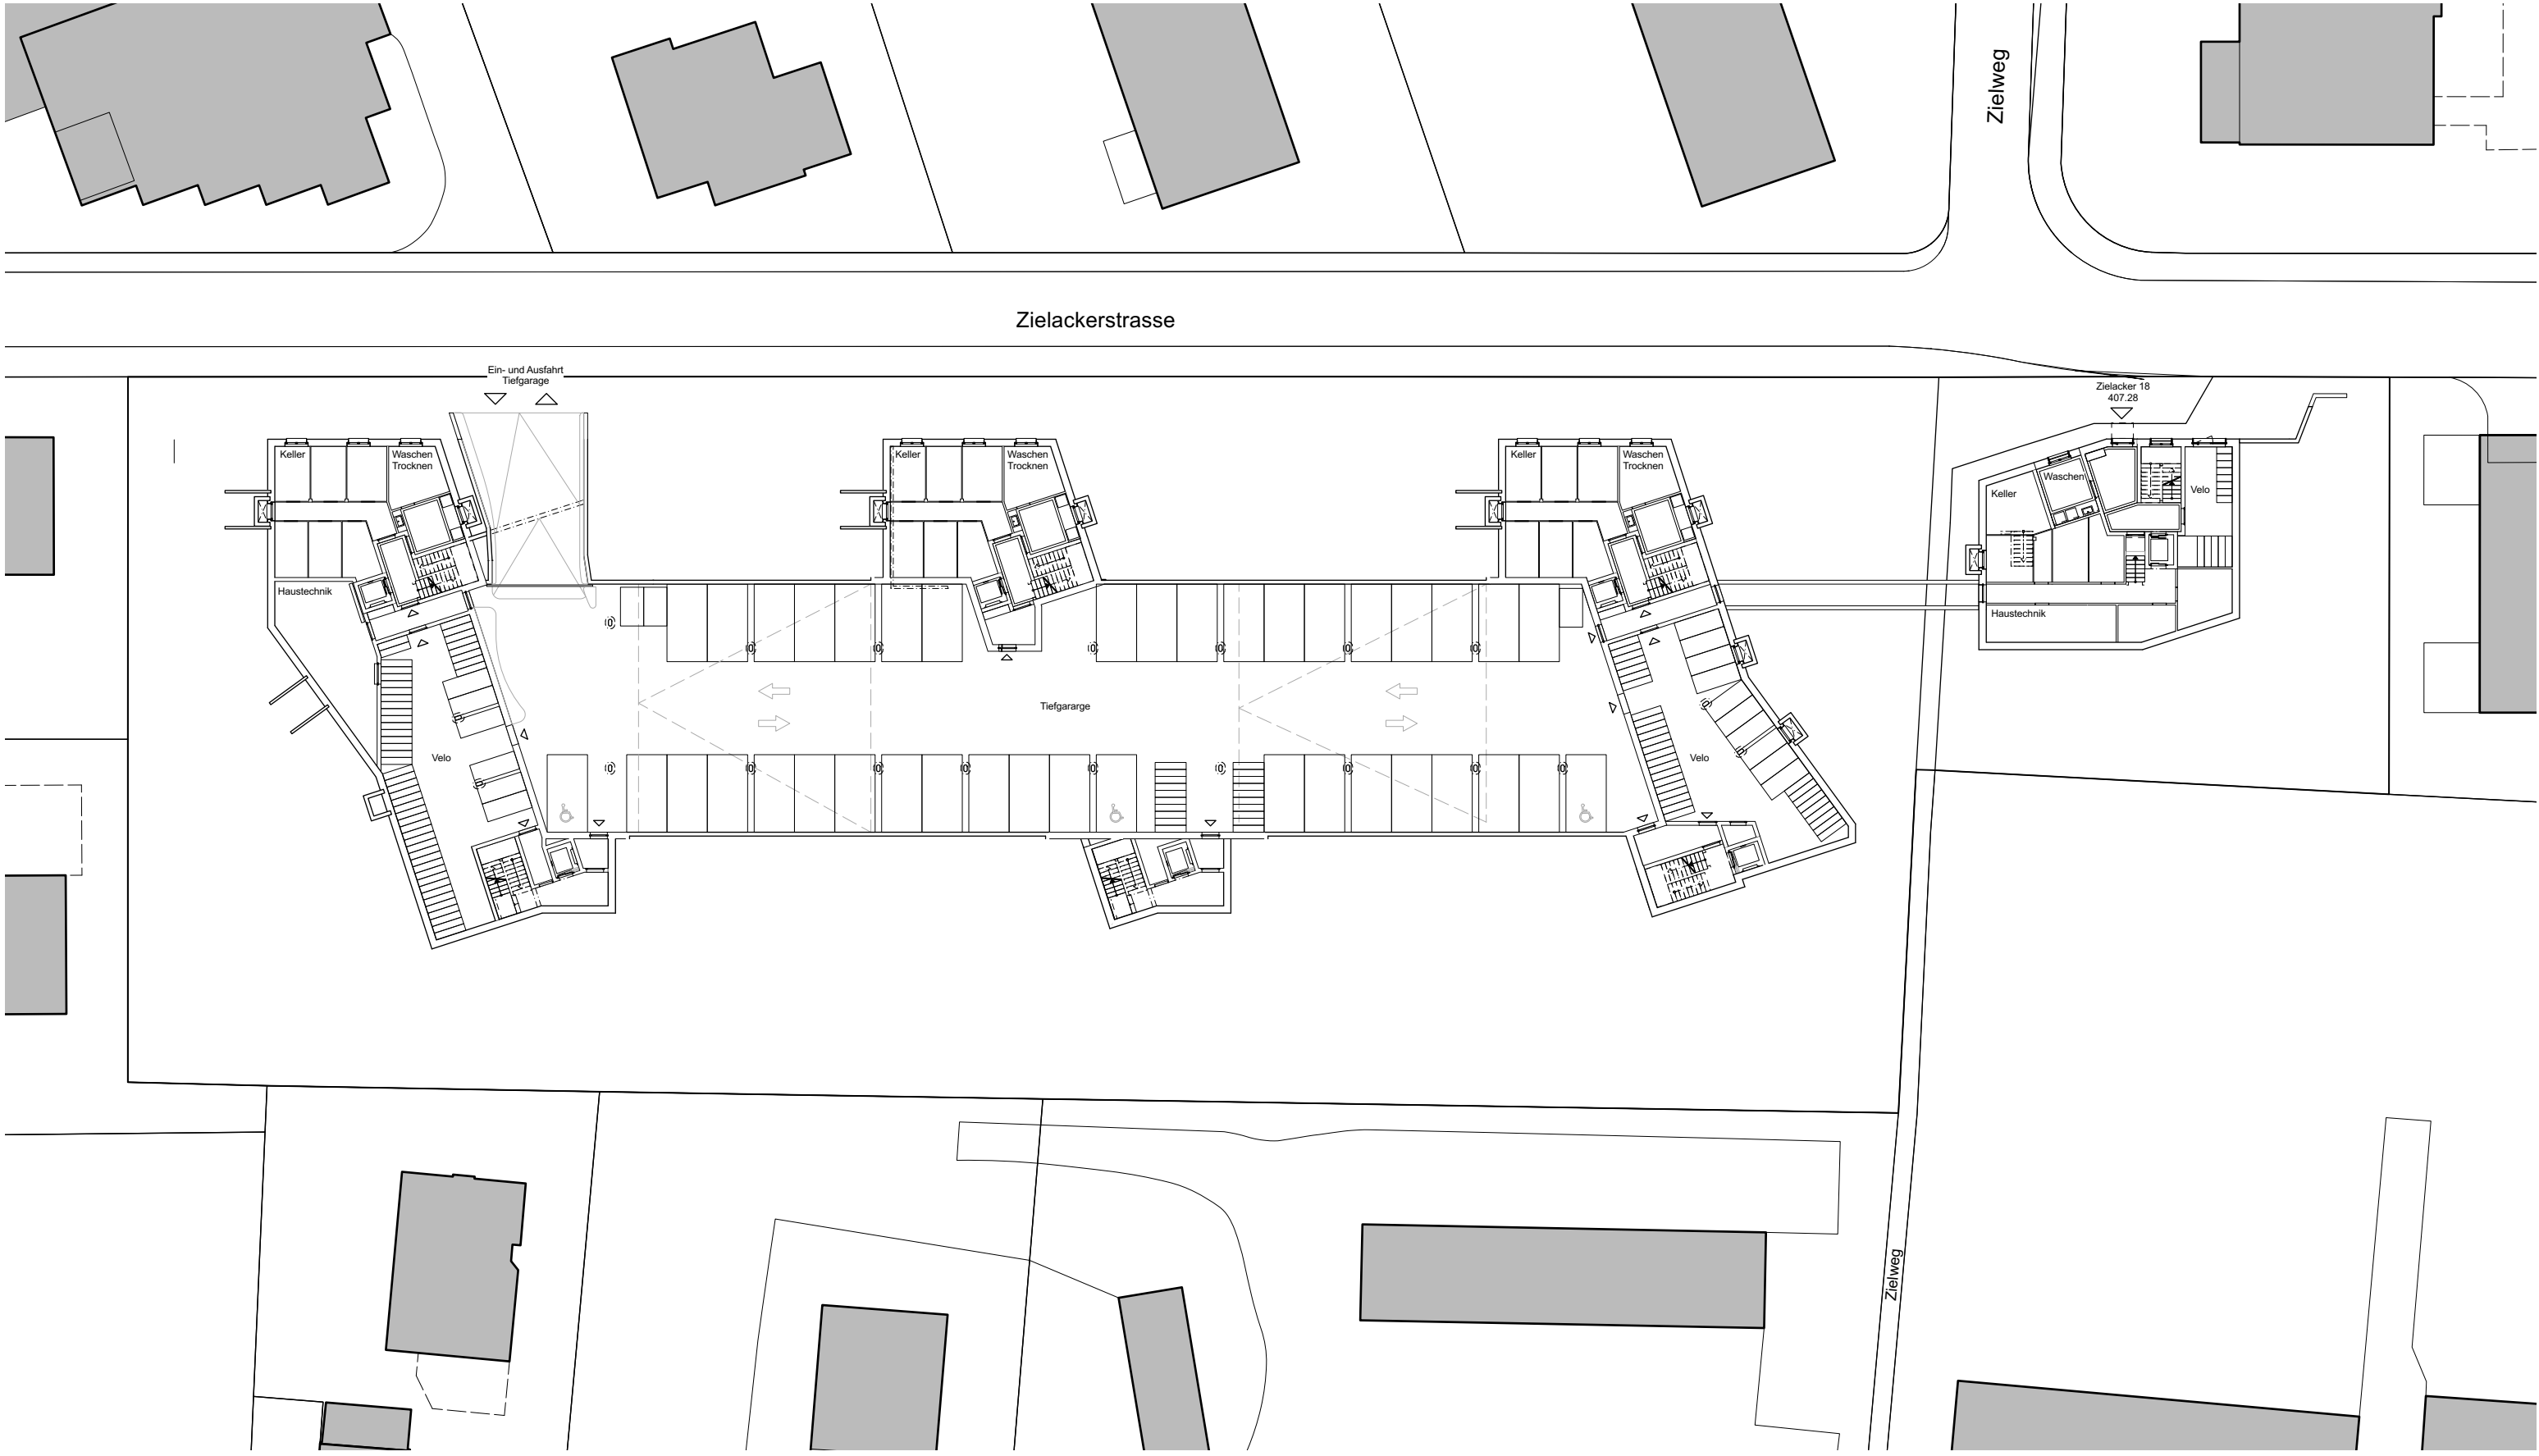 Zielweg
Zielackerstrasse
Ein- und Ausfahrt
Tiefgarage
Zielacker 18
407.28
Keller
Waschen
Trocknen
Keller
Waschen
Trocknen
Keller
Waschen
Trocknen
Keller
Waschen
Velo
Haustechnik
Haustechnik
Tiefgararge
Velo
Velo
Zielweg